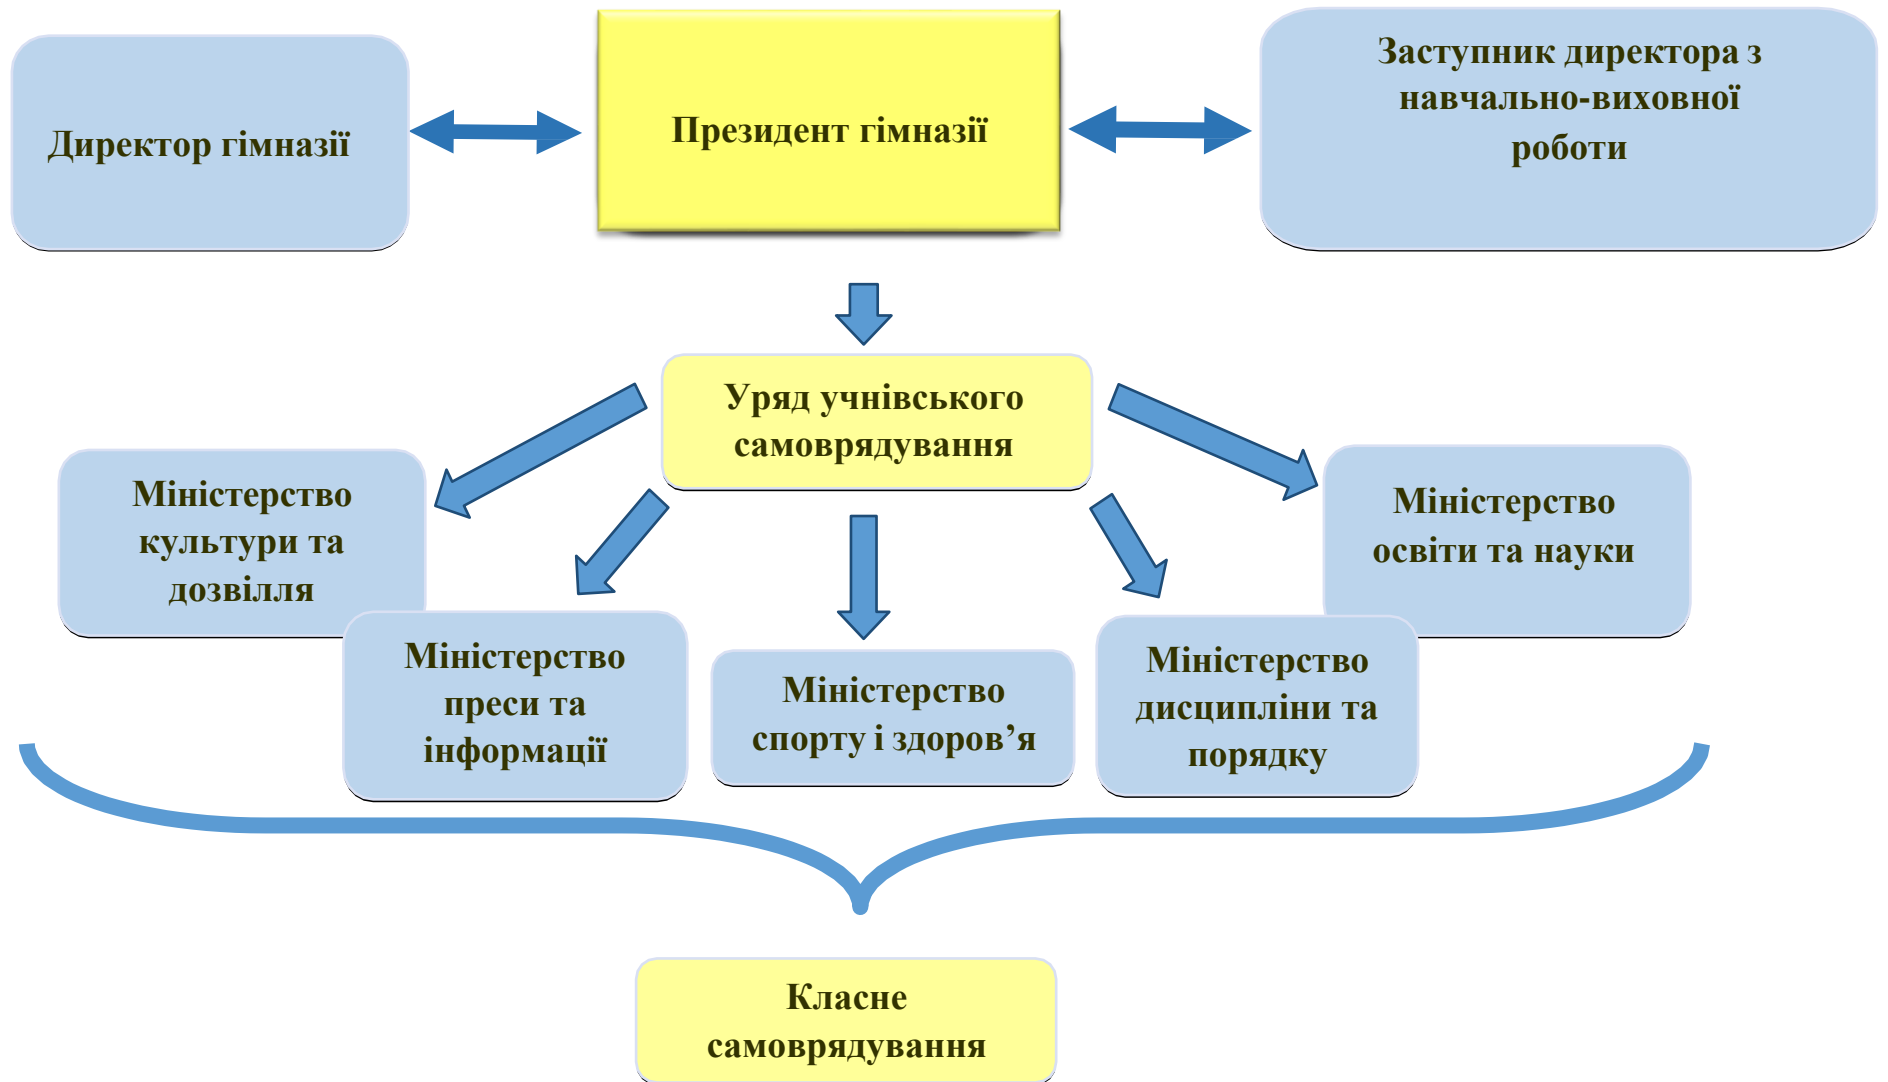 Директор гімназії
Президент гімназії
Заступник директора з
навчально-виховної
роботи
Уряд учнівського
самоврядування
Міністерство
культури та
дозвілля
Міністерство
преси та
інформації
Міністерство
спорту і здоров’я
Міністерство
дисципліни та
порядку
Міністерство
освіти та науки
Класне
самоврядування